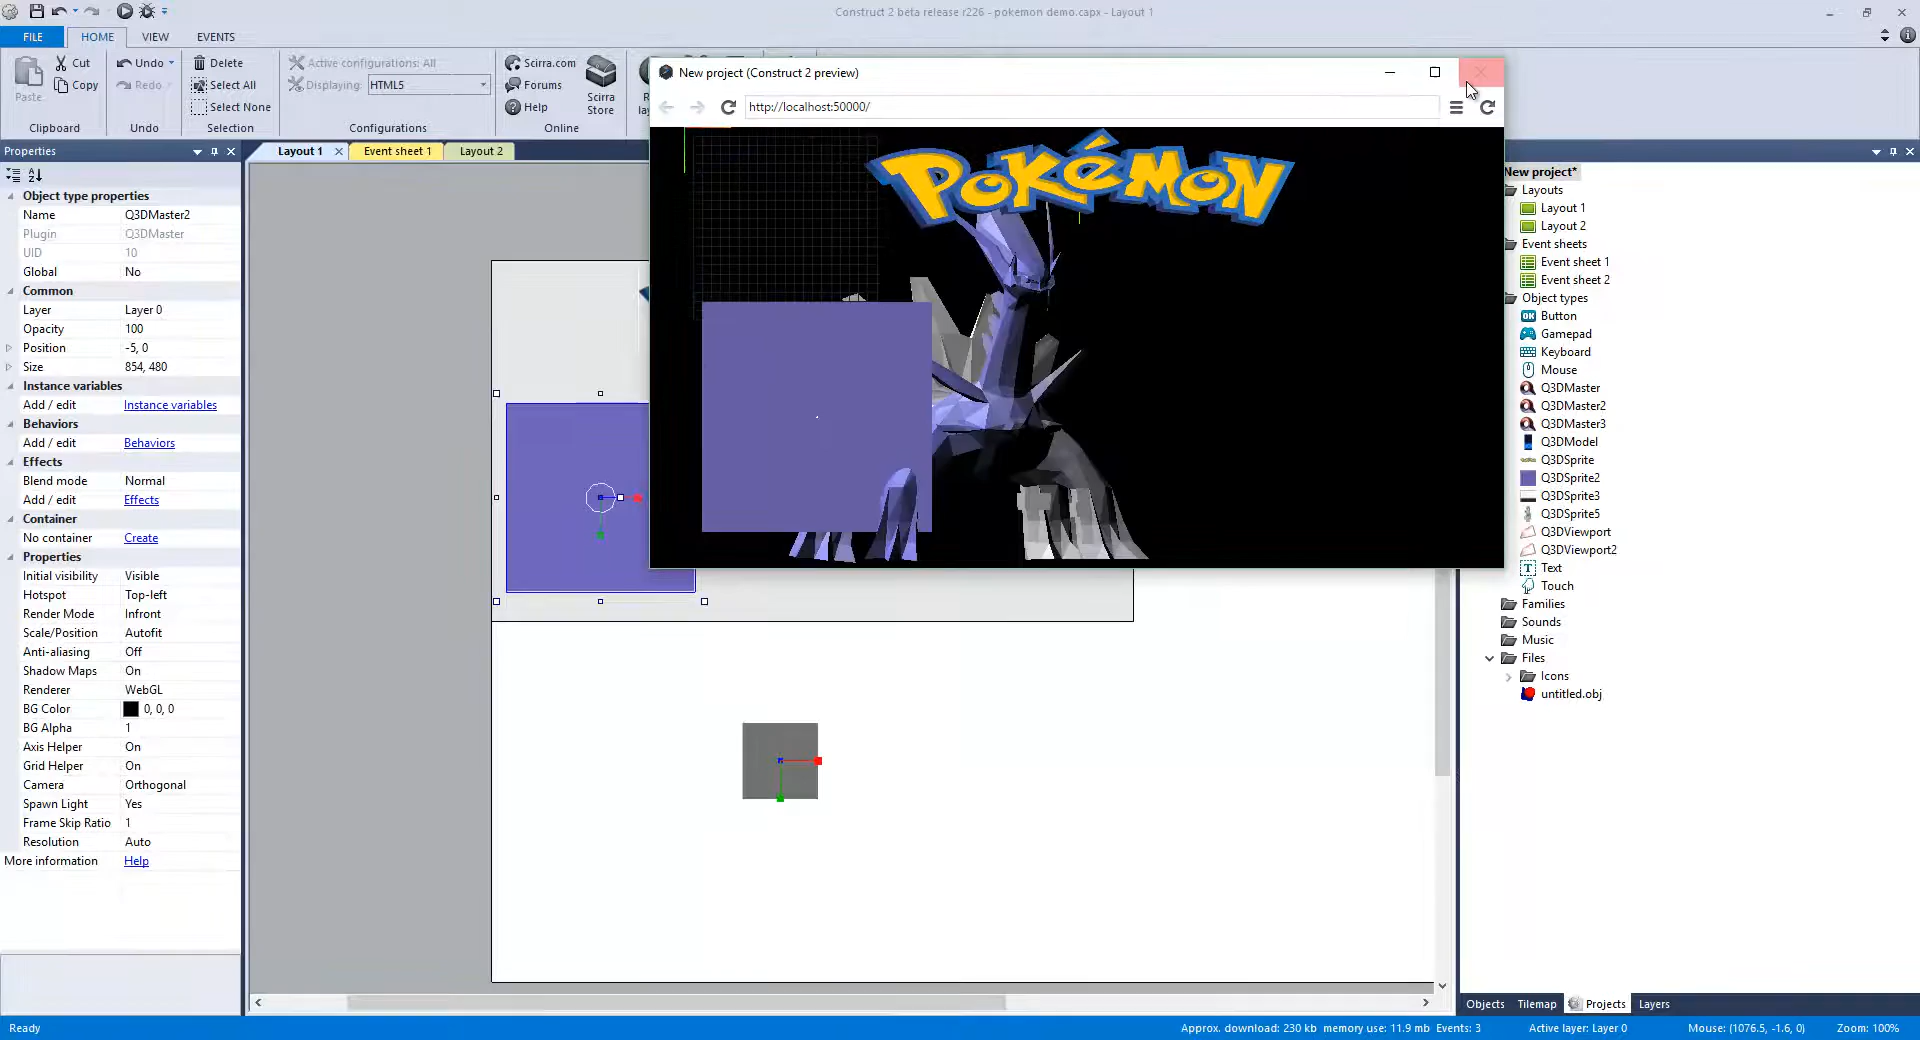 Construct 2 beta release r226 - pokemon demo.capx - Layout 1
FILE
HOME
VIEW
EVENTS
Paste
Cut
Copy
Clipboard
Undo
Redo
Undo
Delete
Select All
Select None
Selection
Active configurations: All
Displaying:
HTML5
Configurations
Scirra.com
Forums
Help
Scirra
Store
Online
New project (Construct 2 preview)
http://localhost:50000/
POKéMON
Properties
Layout 1
Event sheet 1
Layout 2
Object type properties
Name Q3DMaster2
Plugin Q3DMaster
UID 10
Global No
Common
Layer Layer 0
Opacity 100
Position -5, 0
Size 854, 480
Instance variables
Add / edit Instance variables
Behaviors
Add / edit Behaviors
Effects
Blend mode Normal
Add / edit Effects
Container
No container Create
Properties
Initial visibility Visible
Hotspot Top-left
Render Mode Infront
Scale/Position Autofit
Anti-aliasing Off
Shadow Maps On
Renderer WebGL
BG Color 0, 0, 0
BG Alpha 1
Axis Helper On
Grid Helper On
Camera Orthogonal
Spawn Light Yes
Frame Skip Ratio 1
Resolution Auto
More information Help
New project*
Layouts
Layout 1
Layout 2
Event sheets
Event sheet 1
Event sheet 2
Object types
Button
Gamepad
Keyboard
Mouse
Q3DMaster
Q3DMaster2
Q3DMaster3
Q3DModel
Q3DSprite
Q3DSprite2
Q3DSprite3
Q3DSprite5
Q3DViewport
Q3DViewport2
Text
Touch
Families
Sounds
Music
Files
Icons
untitled.obj
Objects
Tilemap
Projects
Layers
Ready
Approx. download: 230 kb memory use: 11.9 mb Events: 3
Active layer: Layer 0
Mouse: (1076.5, -1.6, 0)
Zoom: 100%